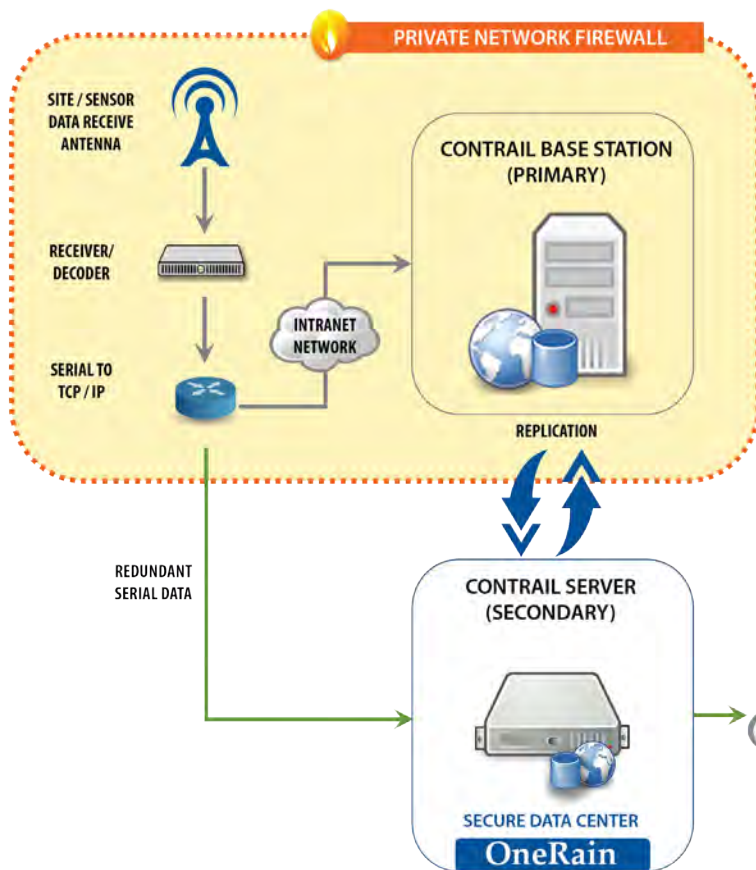 PRIVATE NETWORK FIREWALL
SITE / SENSOR
DATA RECEIVE
ANTENNA
CONTRAIL BASE STATION
(PRIMARY)
RECEIVER/
DECODER
INTRANET
NETWORK
SERIAL TO
TCP / IP
REPLICATION
REDUNDANT
SERIAL DATA
CONTRAIL SERVER
(SECONDARY)
SECURE DATA CENTER
OneRain